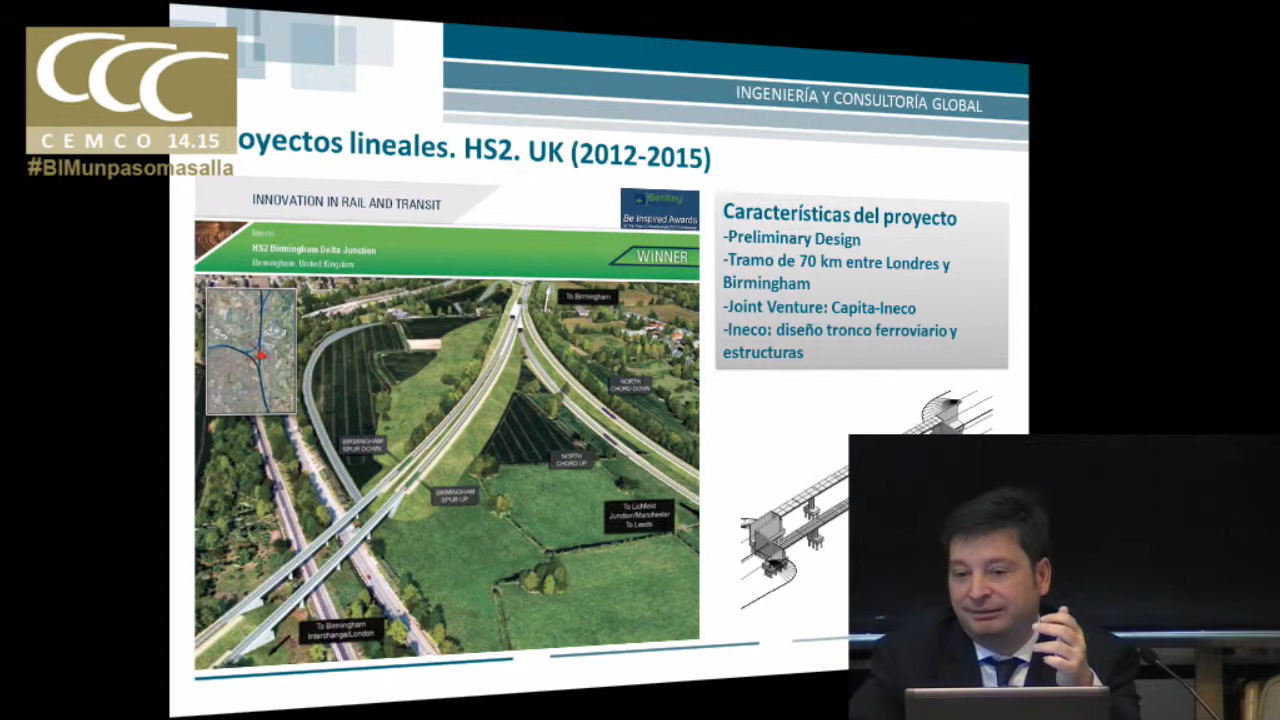 CCC
CEMCO 14.15
#BIMunpasomasalla
INGENIERÍA Y CONSULTORÍA GLOBAL
oyectos lineales. HS2. UK (2012-2015)
INNOVATION IN RAIL AND TRANSIT
Bentley
Be Inspired Awards
Ineco
HS2 Birmingham Delta Junction
Birmingham, United Kingdom
WINNER
Características del proyecto
-Preliminary Design
-Tramo de 70 km entre Londres y
Birmingham
-Joint Venture: Capita-Ineco
-Ineco: diseño tronco ferroviario y
estructuras
To Birmingham
NORTH
CHORD DOWN
BIRMINGHAM
SPUR DOWN
NORTH
CHORD UP
BIRMINGHAM
SPUR UP
To Lichfield
Junction/Manchester
To Leeds
To Birmingham
Interchange/London